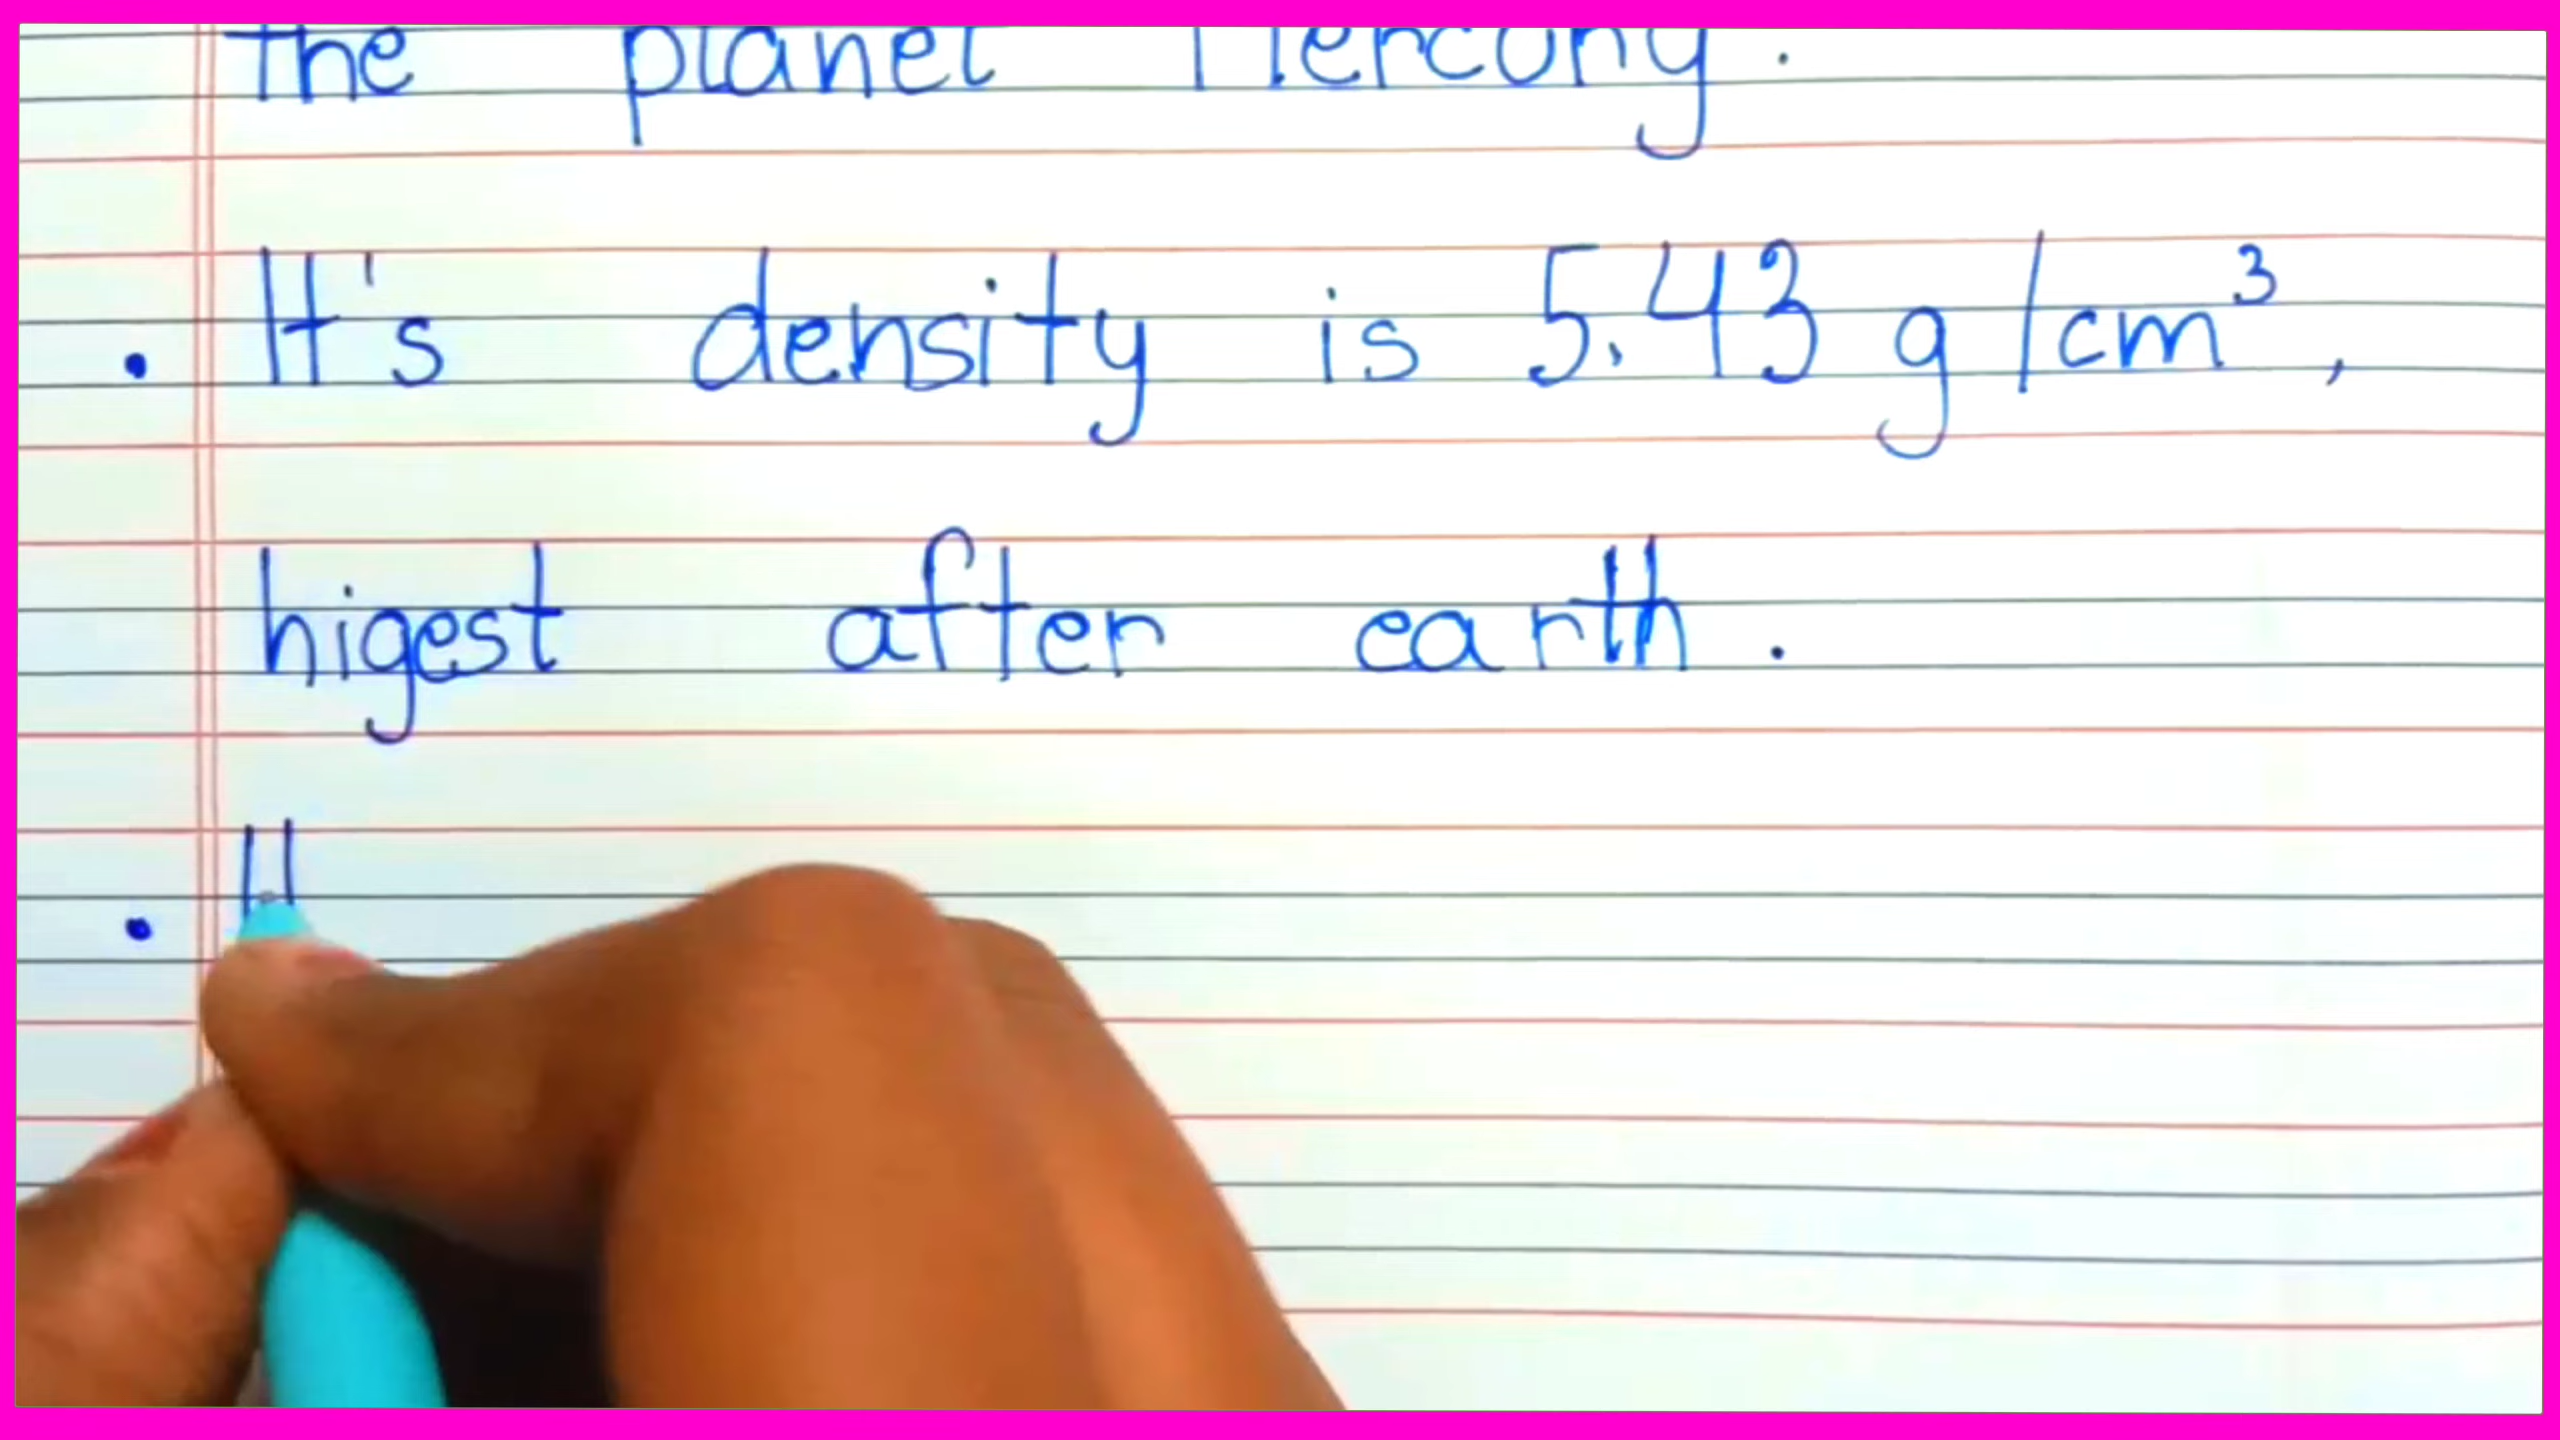 the planet Mercury.
• It's density is 5.43 g/cm³,
higest after earth.
•